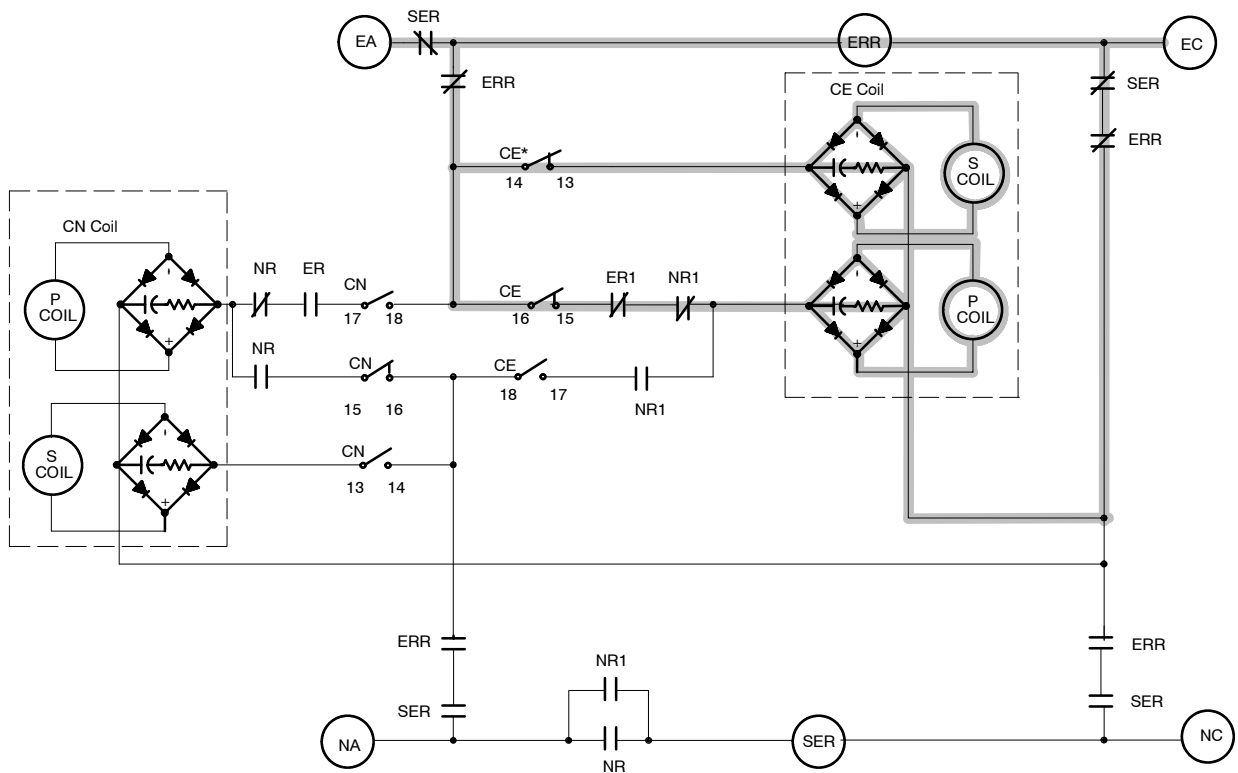 SER
EA
ERR
EC
ERR
CE Coil
SER
ERR
CE*
14 13
S
COIL
CN Coil
P
COIL
NR ER CN
17 18
CE ER1 NR1
16 15
P
COIL
NR CN
15 16
CE
18 17
NR1
S
COIL
CN
13 14
ERR
SER
NR1
NR
ERR
SER
NA
SER
NC
- 
+
-
+
-
+
-
+